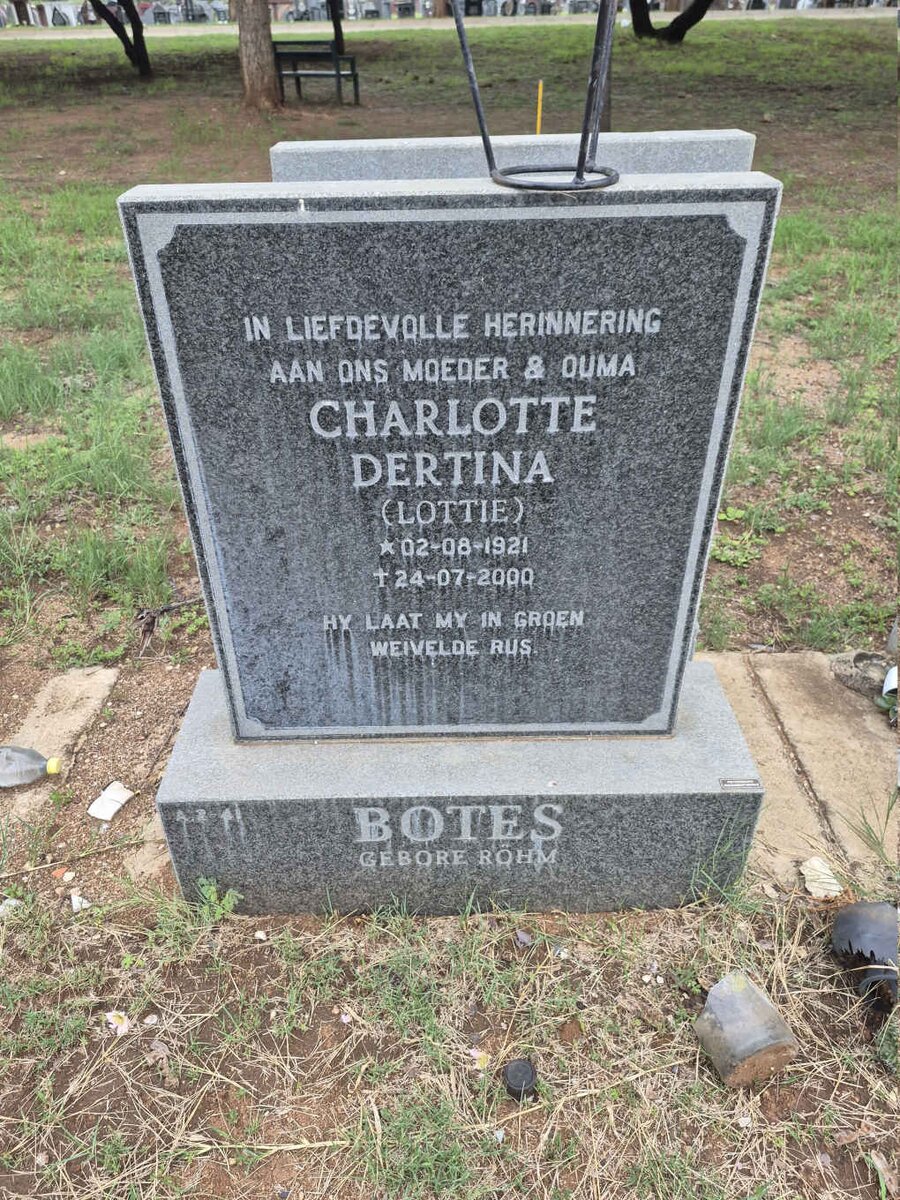 IN LIEFDEVOLLE HERINNERING
AAN ONS MOEDER & OUMA
CHARLOTTE
DERTINA
(LOTTIE)
★02-08-1921
†24-07-2000
HY LAAT MY IN GROEN
WEIVELDE RUS.
BOTES
GEBORE RÖHM